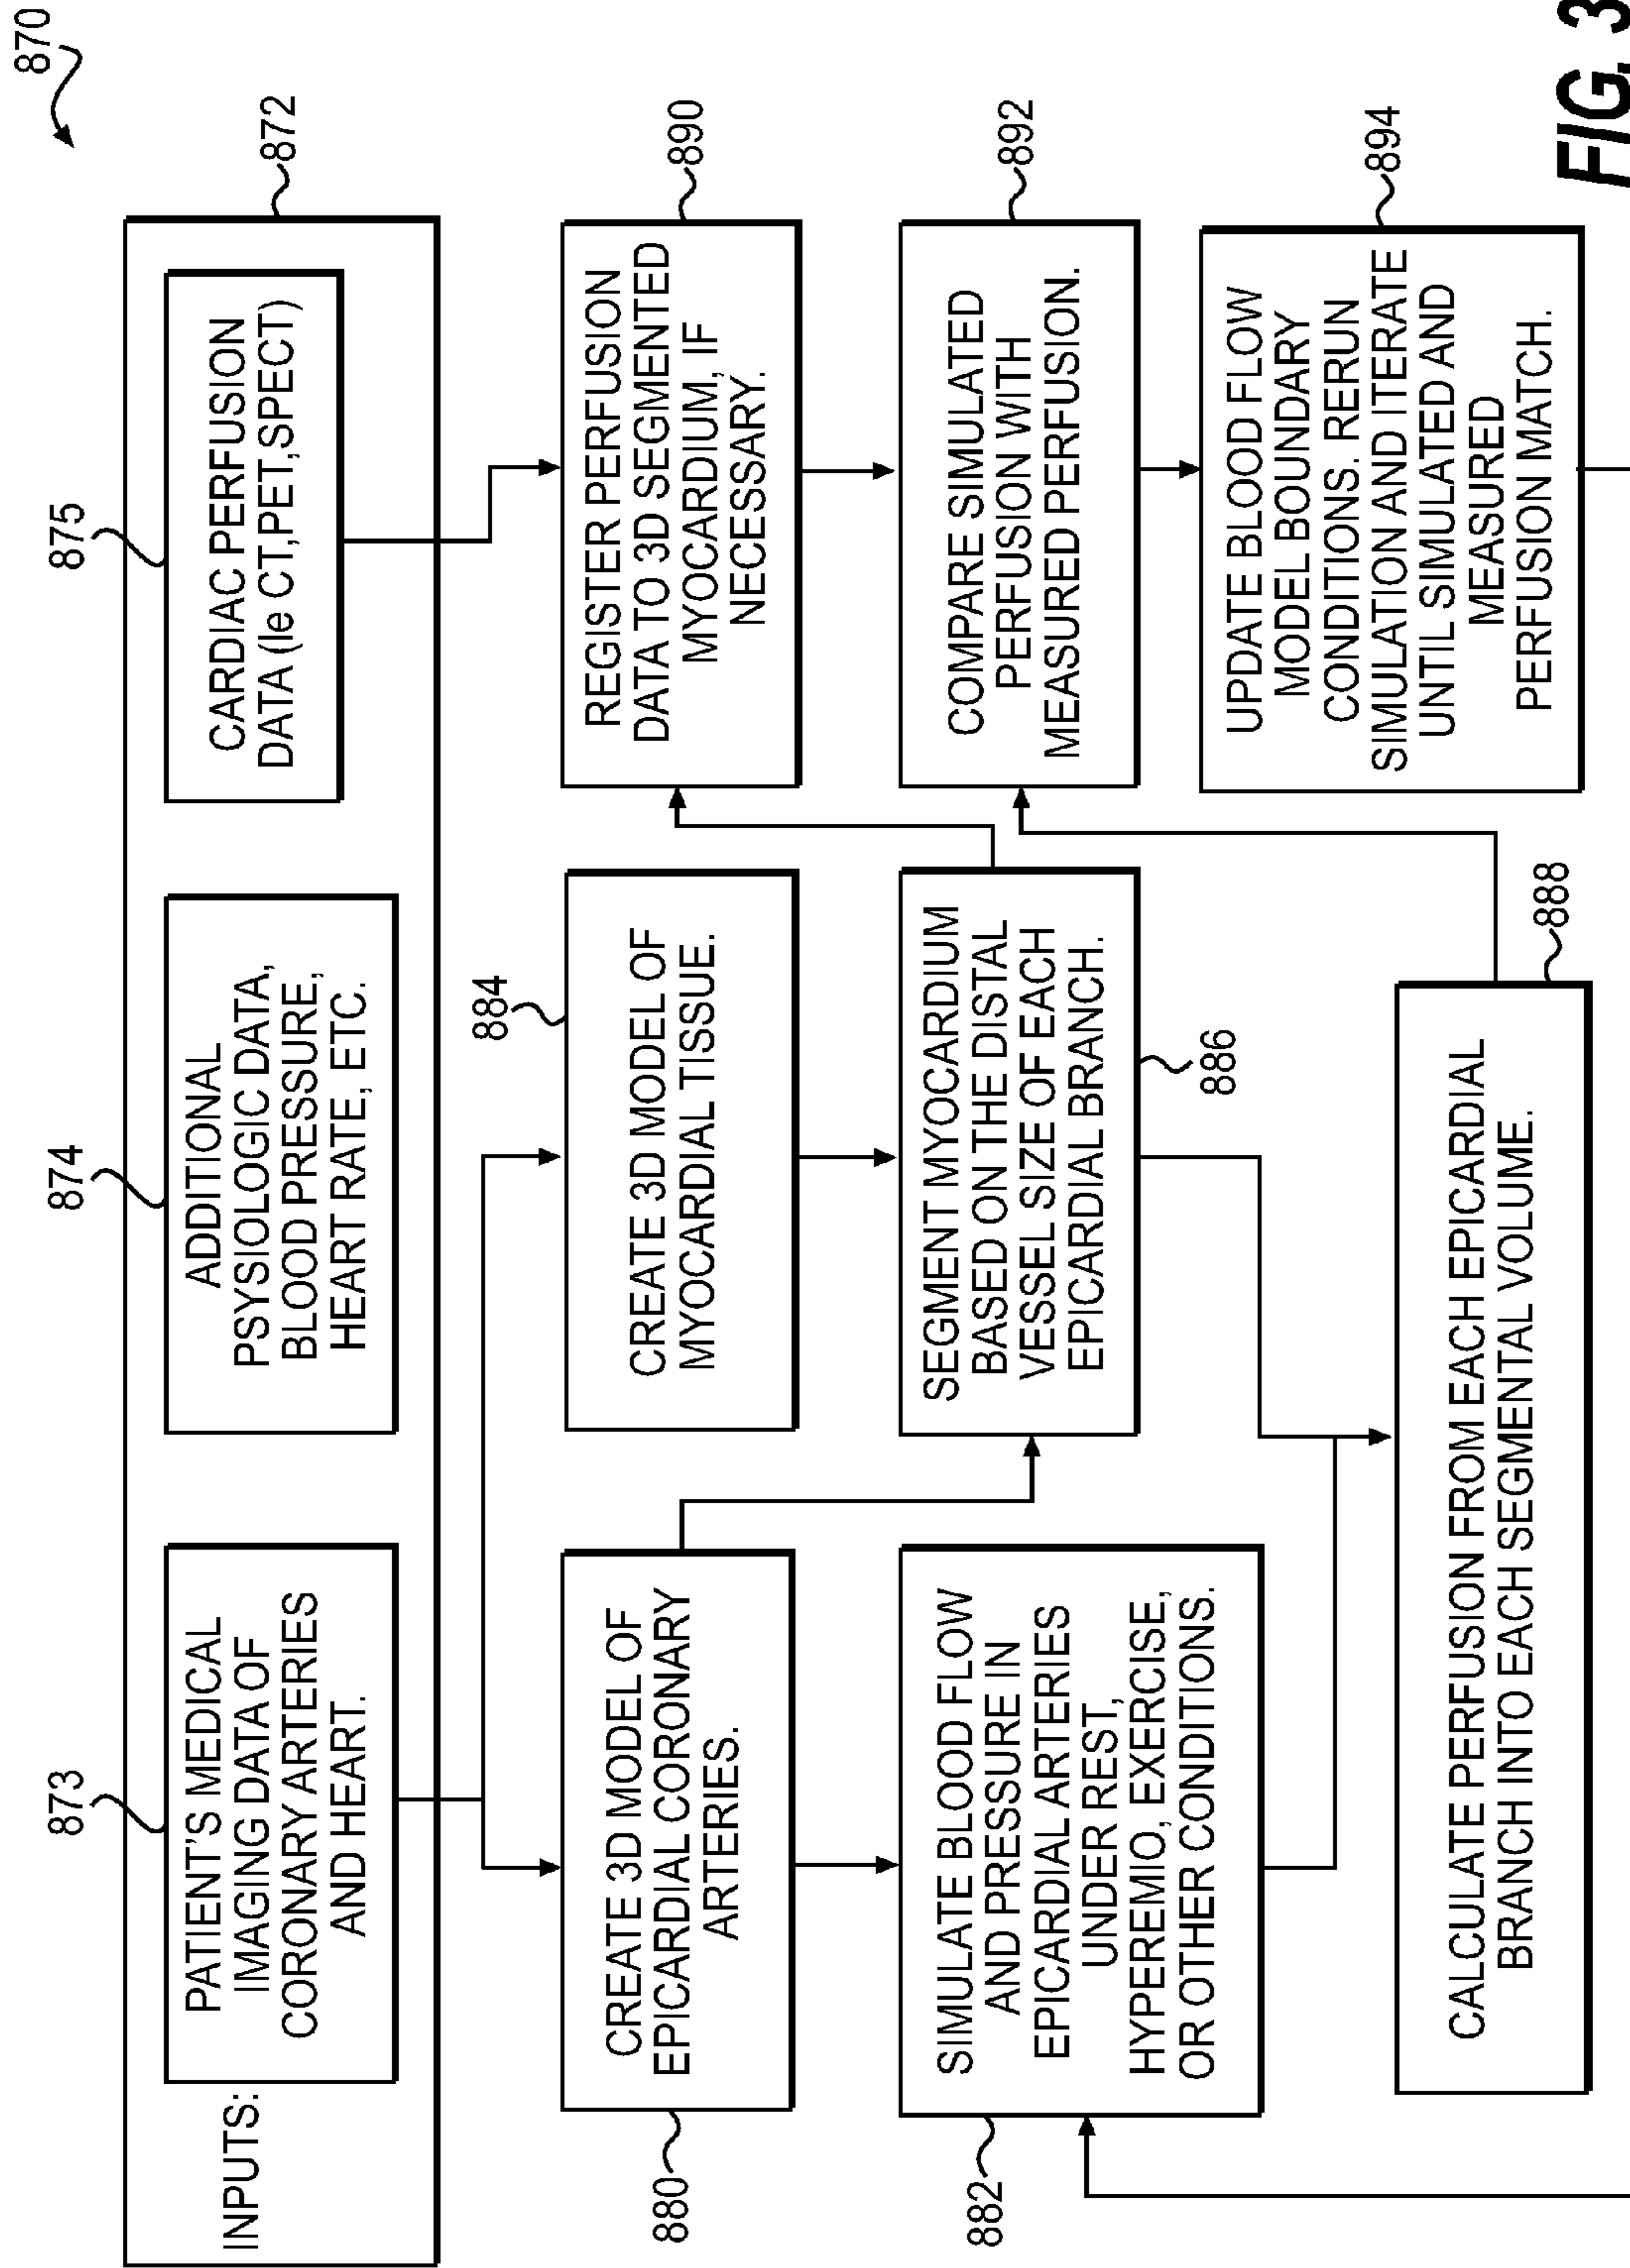 870
872
INPUTS:
873
PATIENT'S MEDICAL
IMAGING DATA OF
CORONARY ARTERIES
AND HEART.
874
ADDITIONAL
PSYIOLOGIC DATA,
BLOOD PRESSURE,
HEART RATE, ETC.
875
CARDIAC PERFUSION
DATA (Ie CT,PET,SPECT)
880
CREATE 3D MODEL OF
EPICARDIAL CORONARY
ARTERIES.
884
CREATE 3D MODEL OF
MYOCARDIAL TISSUE.
890
REGISTER PERFUSION
DATA TO 3D SEGMENTED
MYOCARDIUM, IF
NECESSARY.
882
SIMULATE BLOOD FLOW
AND PRESSURE IN
EPICARDIAL ARTERIES
UNDER REST,
HYPEREMIO, EXERCISE,
OR OTHER CONDITIONS.
886
SEGMENT MYOCARDIUM
BASED ON THE DISTAL
VESSEL SIZE OF EACH
EPICARDIAL BRANCH.
892
COMPARE SIMULATED
PERFUSION WITH
MEASURED PERFUSION.
888
CALCULATE PERFUSION FROM EACH EPICARDIAL
BRANCH INTO EACH SEGMENTAL VOLUME.
894
UPDATE BLOOD FLOW
MODEL BOUNDARY
CONDITIONS. RERUN
SIMULATION AND ITERATE
UNTIL SIMULATED AND
MEASURED
PERFUSION MATCH.
FIG. 3